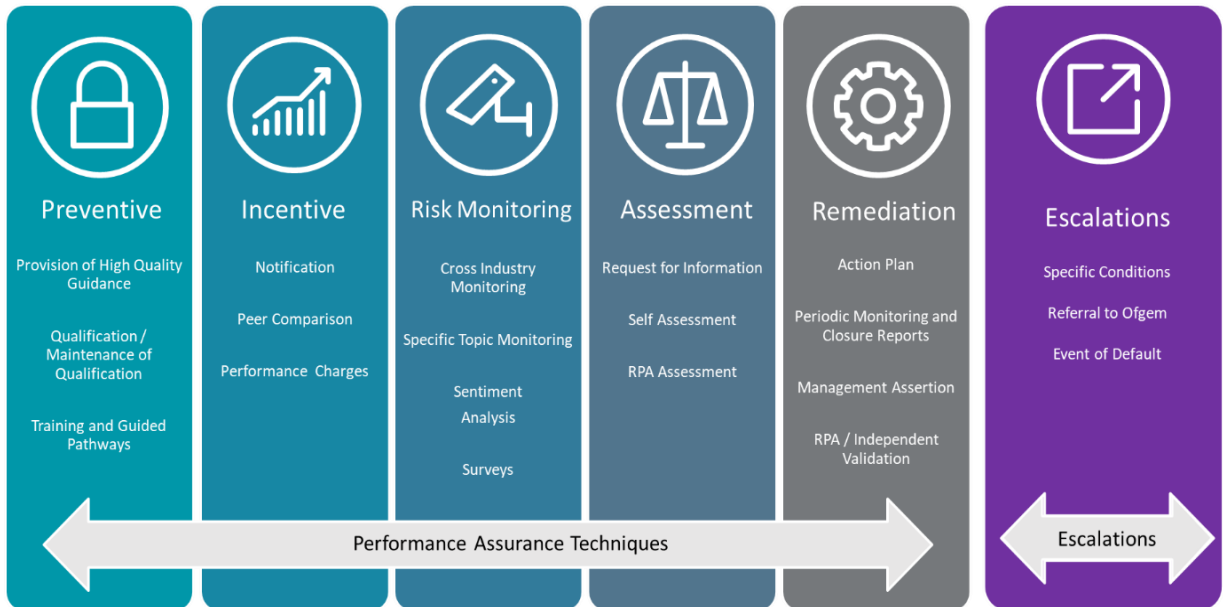 Preventive
Provision of High Quality
Guidance
Qualification /
Maintenance of
Qualification
Training and Guided
Pathways
Incentive
Notification
Peer Comparison
Performance Charges
Risk Monitoring
Cross Industry
Monitoring
Specific Topic Monitoring
Sentiment
Analysis
Surveys
Assessment
Request for Information
Self Assessment
RPA Assessment
Remediation
Action Plan
Periodic Monitoring and
Closure Reports
Management Assertion
RPA / Independent
Validation
Escalations
Specific Conditions
Referral to Ofgem
Event of Default
Performance Assurance Techniques
Escalations